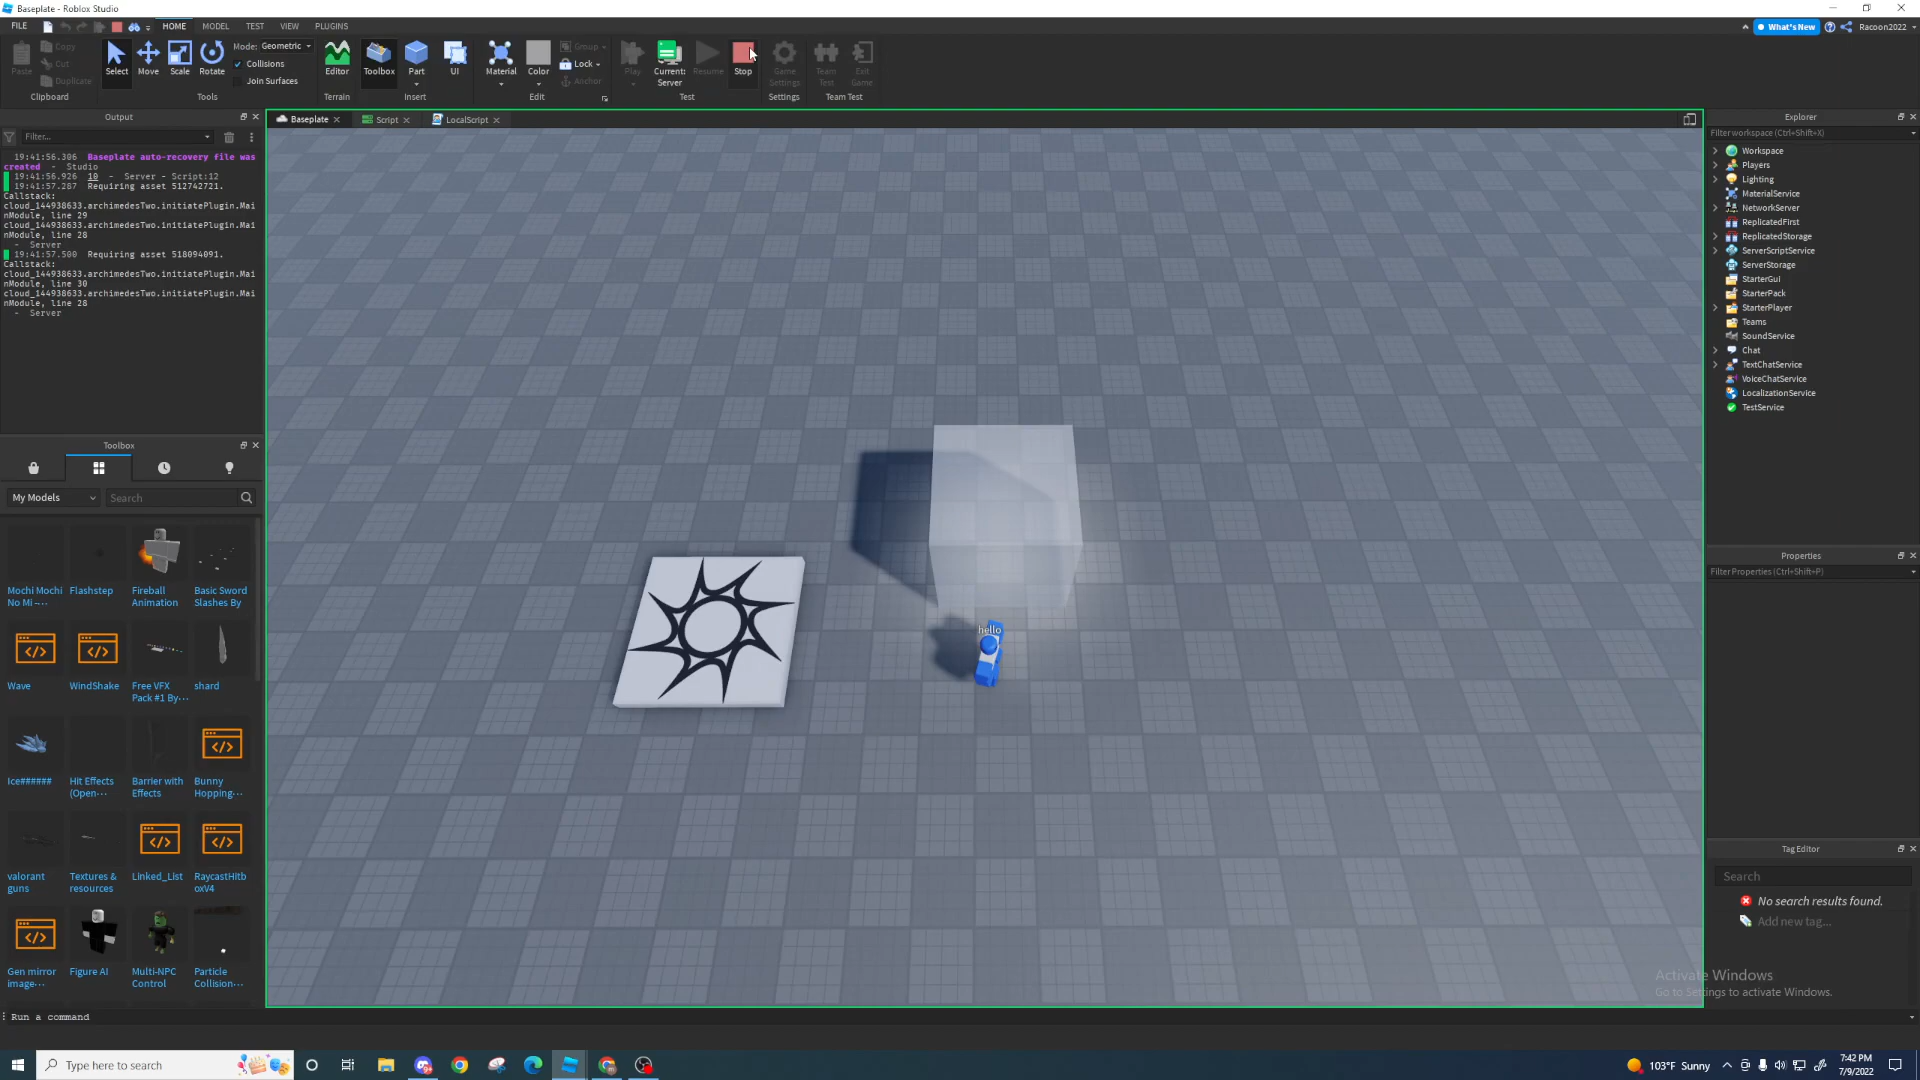 Baseplate - Roblox Studio
FILE HOME MODEL TEST VIEW PLUGINS
What's New Racoon2022
Paste Copy Cut Duplicate
Select Move Scale Rotate
Mode: Geometric
Collisions
Join Surfaces
Editor Toolbox Part UI
Material Color Group Lock Anchor
Play Current: Server Resume Stop
Game Settings Team Test Exit Game
Clipboard Tools Terrain Insert Edit Test Settings Team Test
Output
Filter...
19:41:56.306 Baseplate auto-recovery file was
created - Studio
19:41:56.926 10 - Server - Script:12
19:41:57.287 Requiring asset 512742721.
Callstack:
cloud_144938633.archimedesTwo.initiatePlugin.Mai
nModule, line 29
cloud_144938633.archimedesTwo.initiatePlugin.Mai
nModule, line 28
- Server
19:41:57.500 Requiring asset 518094091.
Callstack:
cloud_144938633.archimedesTwo.initiatePlugin.Mai
nModule, line 30
cloud_144938633.archimedesTwo.initiatePlugin.Mai
nModule, line 28
- Server
Toolbox
My Models Search
Mochi Mochi No Mi --... Flashstep Fireball Animation Basic Sword Slashes By
Wave WindShake Free VFX Pack #1 By... shard
Ice###### Hit Effects (Open-... Barrier with Effects Bunny Hopping...
valorant guns Textures & resources Linked_List RaycastHitboxV4
Gen mirror image... Figure AI Multi-NPC Control Particle Collision...
Baseplate Script LocalScript
hello
Explorer
Filter workspace (Ctrl+Shift+X)
Workspace
Players
Lighting
MaterialService
NetworkServer
ReplicatedFirst
ReplicatedStorage
ServerScriptService
ServerStorage
StarterGui
StarterPack
StarterPlayer
Teams
SoundService
Chat
TextChatService
VoiceChatService
LocalizationService
TestService
Properties
Filter Properties (Ctrl+Shift+P)
Tag Editor
Search
No search results found.
Add new tag...
Activate Windows
Go to Settings to activate Windows.
Run a command
Type here to search
103°F Sunny
7:42 PM
7/9/2022